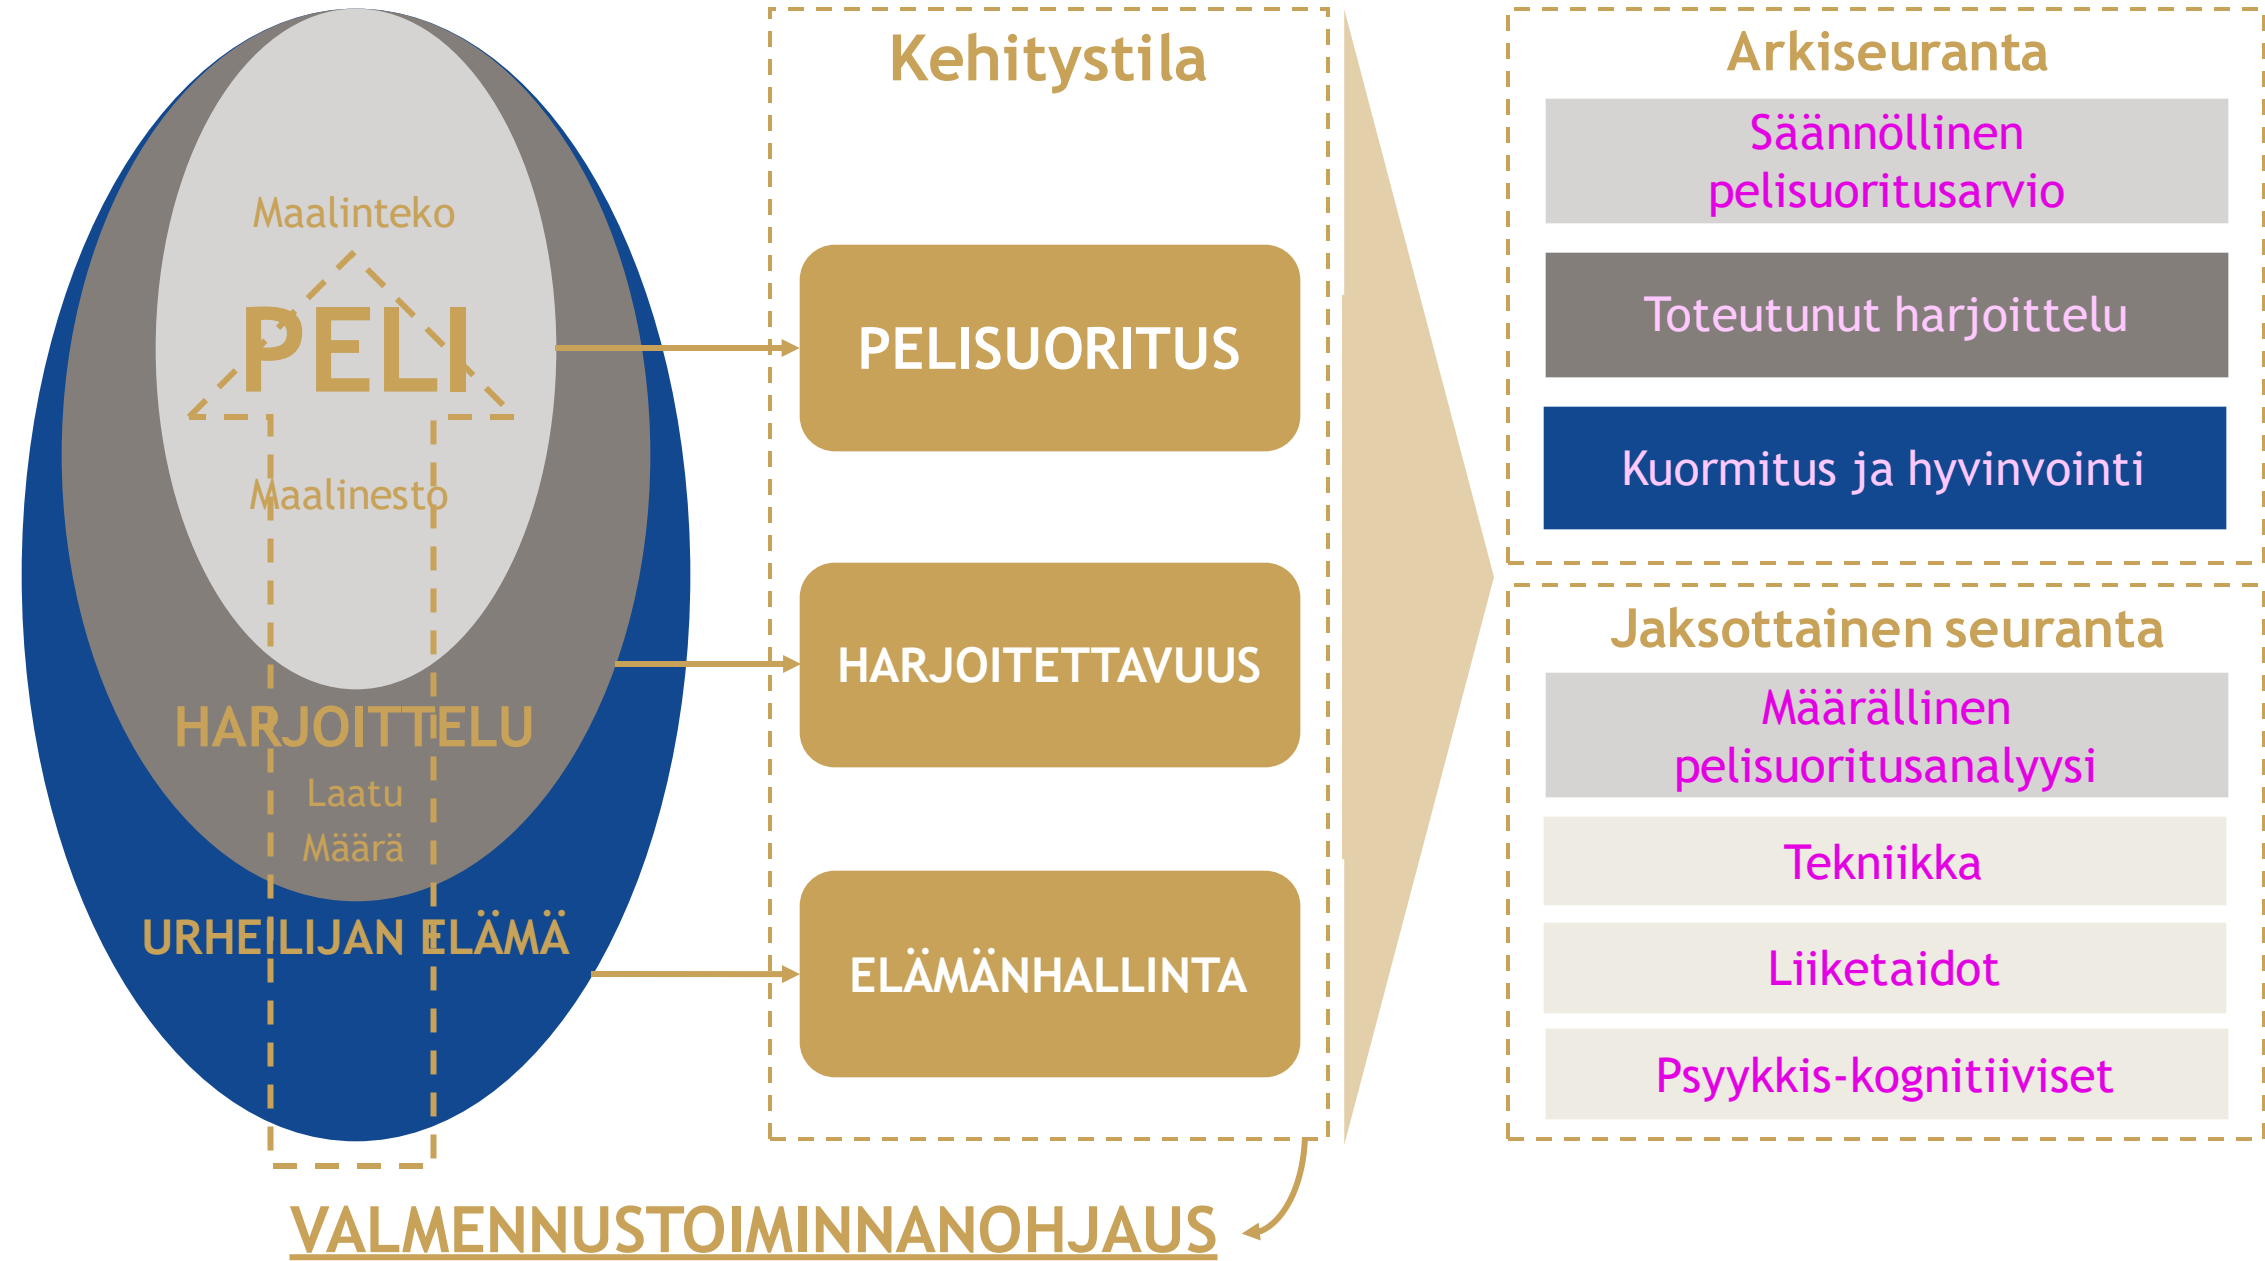 Maalinteko
PELI
Maalinesto
HARJOITTELU
Laatu
Määrä
URHEILIJAN ELÄMÄ
Kehitystila
PELISUORITUS
HARJOITETTAVUUS
ELÄMÄNHALLINTA
VALMENNUSTOIMINNANOHJAUS
Arkiseuranta
Säännöllinen
pelisuoritusarvio
Toteutunut harjoittelu
Kuormitus ja hyvinvointi
Jaksottainen seuranta
Määrällinen
pelisuoritusanalyysi
Tekniikka
Liiketaidot
Psyykkis-kognitiiviset